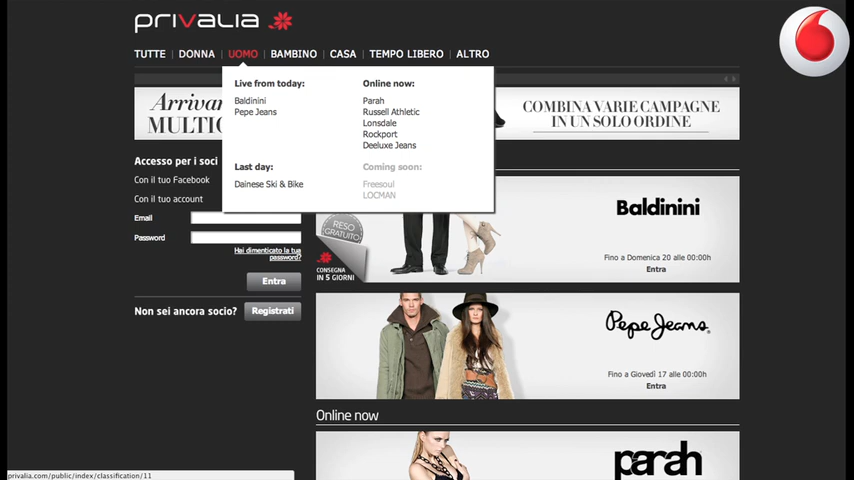 privalia
TUTTE | DONNA | UOMO | BAMBINO | CASA | TEMPO LIBERO | ALTRO
Live from today:
Baldinini
Pepe Jeans
Online now:
Parah
Russell Athletic
Lonsdale
Rockport
Deeluxe Jeans
Last day:
Dainese Ski & Bike
Coming soon:
Freesoul
LOCMAN
COMBINA VARIE CAMPAGNE
IN UN SOLO ORDINE
Accesso per i soci
Con il tuo Facebook
Con il tuo account
Email
Password
Hai dimenticato la tua
password?
Entra
Non sei ancora socio?
Registrati
RESO
GRATUITO
CONSEGNA
IN 5 GIORNI
Baldinini
Fino a Domenica 20 alle 00:00h
Entra
Pepe Jeans
Fino a Giovedì 17 alle 00:00h
Entra
Online now
parah
privalia.com/public/index/classification/11